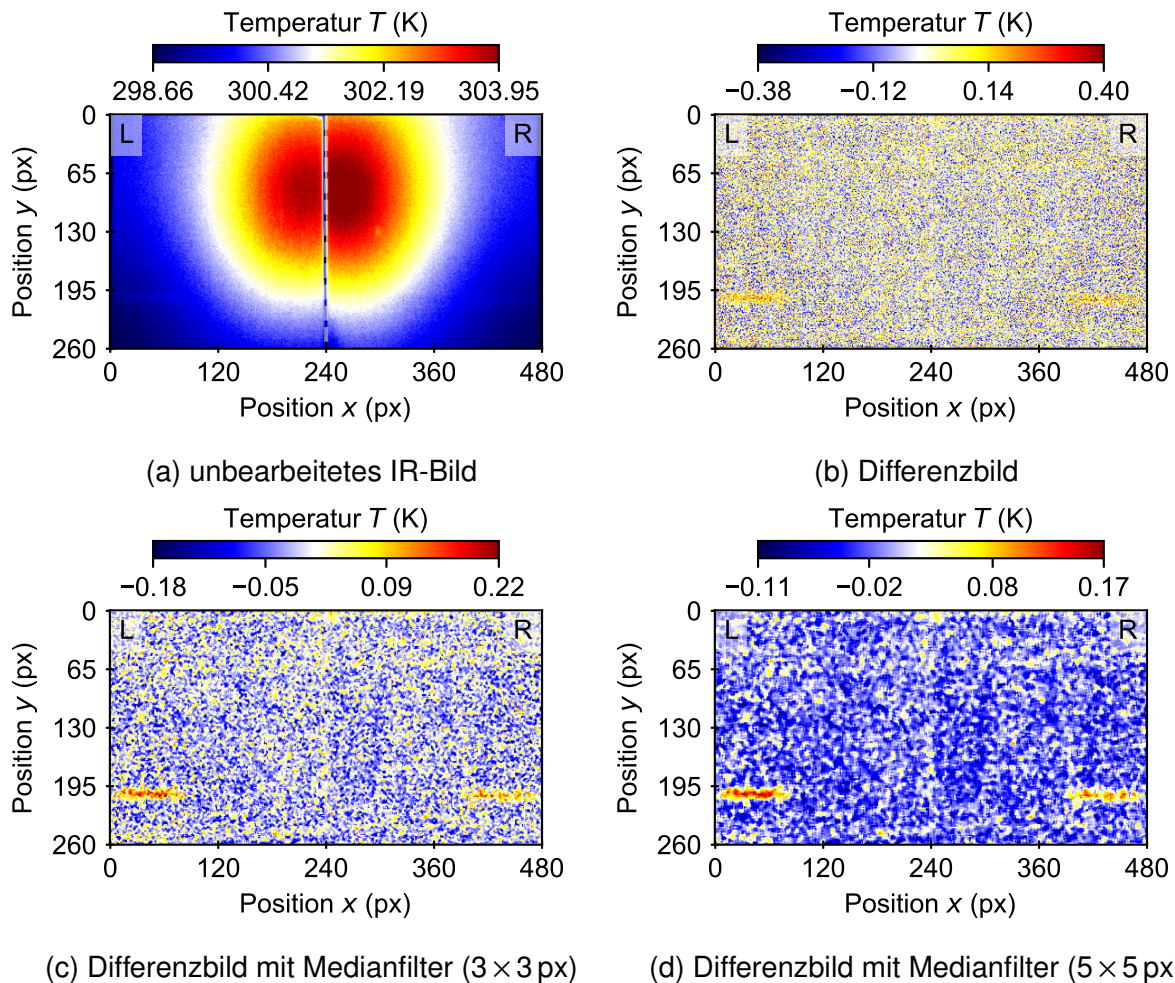 Temperatur T (K)
298.66 300.42 302.19 303.95
L R
0
65
130
195
260
Position y (px)
0 120 240 360 480
Position x (px)
(a) unbearbeitetes IR-Bild
Temperatur T (K)
−0.38 −0.12 0.14 0.40
L R
0
65
130
195
260
Position y (px)
0 120 240 360 480
Position x (px)
(b) Differenzbild
Temperatur T (K)
−0.18 −0.05 0.09 0.22
L R
0
65
130
195
260
Position y (px)
0 120 240 360 480
Position x (px)
(c) Differenzbild mit Medianfilter (3 × 3 px)
Temperatur T (K)
−0.11 −0.02 0.08 0.17
L R
0
65
130
195
260
Position y (px)
0 120 240 360 480
Position x (px)
(d) Differenzbild mit Medianfilter (5 × 5 px